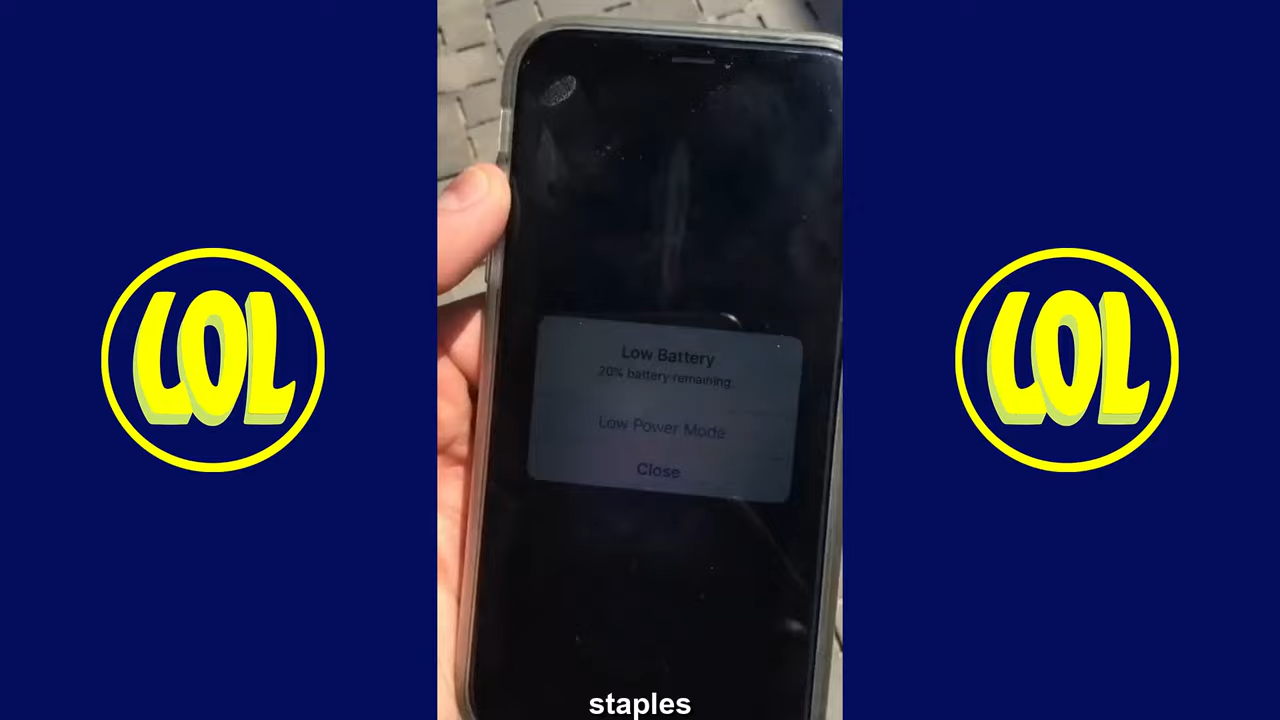 LOL
Low Battery
20% battery remaining.
Low Power Mode
Close
LOL
staples